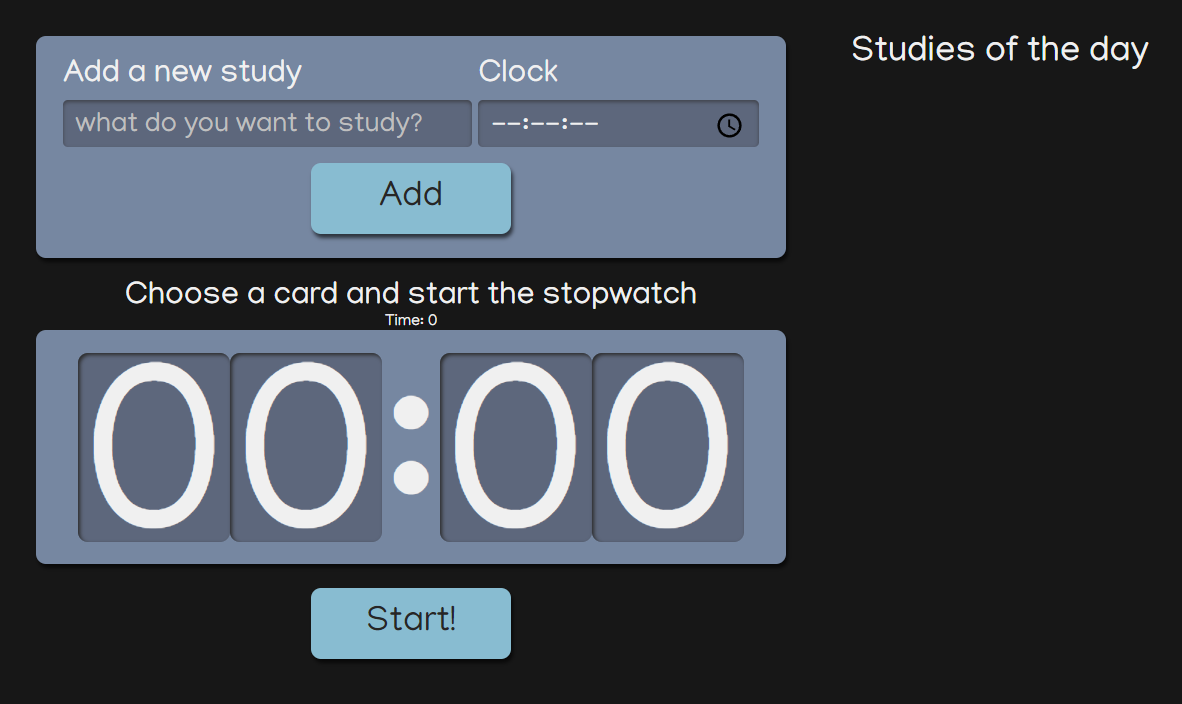 Add a new study
Clock
what do you want to study?
--:--:--
Add
Choose a card and start the stopwatch
Time: 0
00:00
Start!
Studies of the day